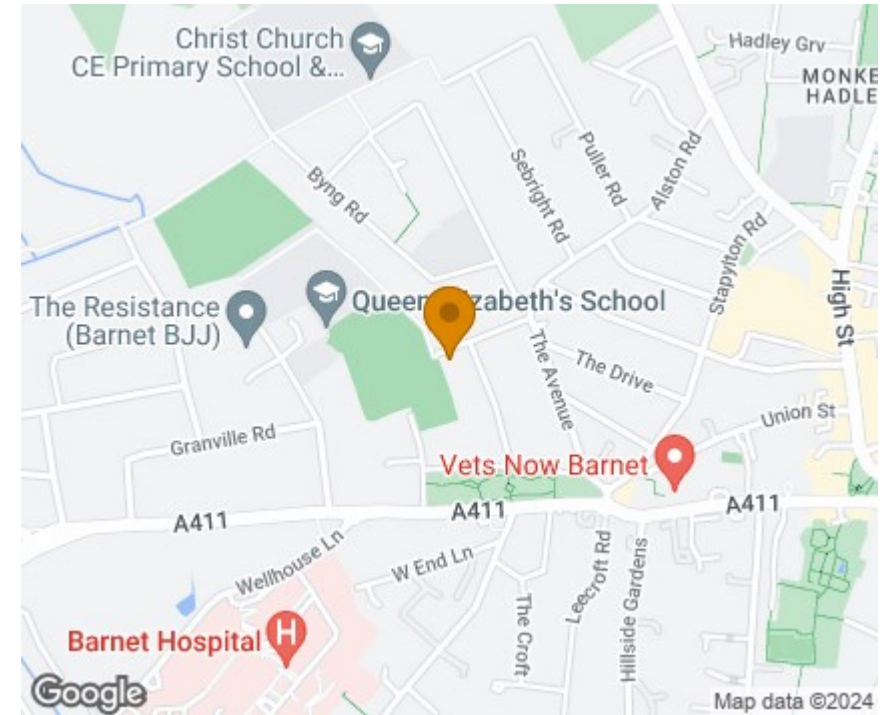 Christ Church
CE Primary School &...
Hadley Grv
MONKE
HADLE
Byng Rd
Sebright Rd
Puller Rd
Alston Rd
Stapylton Rd
High St
The Resistance
(Barnet BJJ)
Queen Elizabeth's School
The Avenue
The Drive
Union St
Granville Rd
Vets Now Barnet
A411
A411
A411
Wellhouse Ln
W End Ln
The Croft
Leecroft Rd
Hillside Gardens
Barnet Hospital
H
Google
Map data ©2024